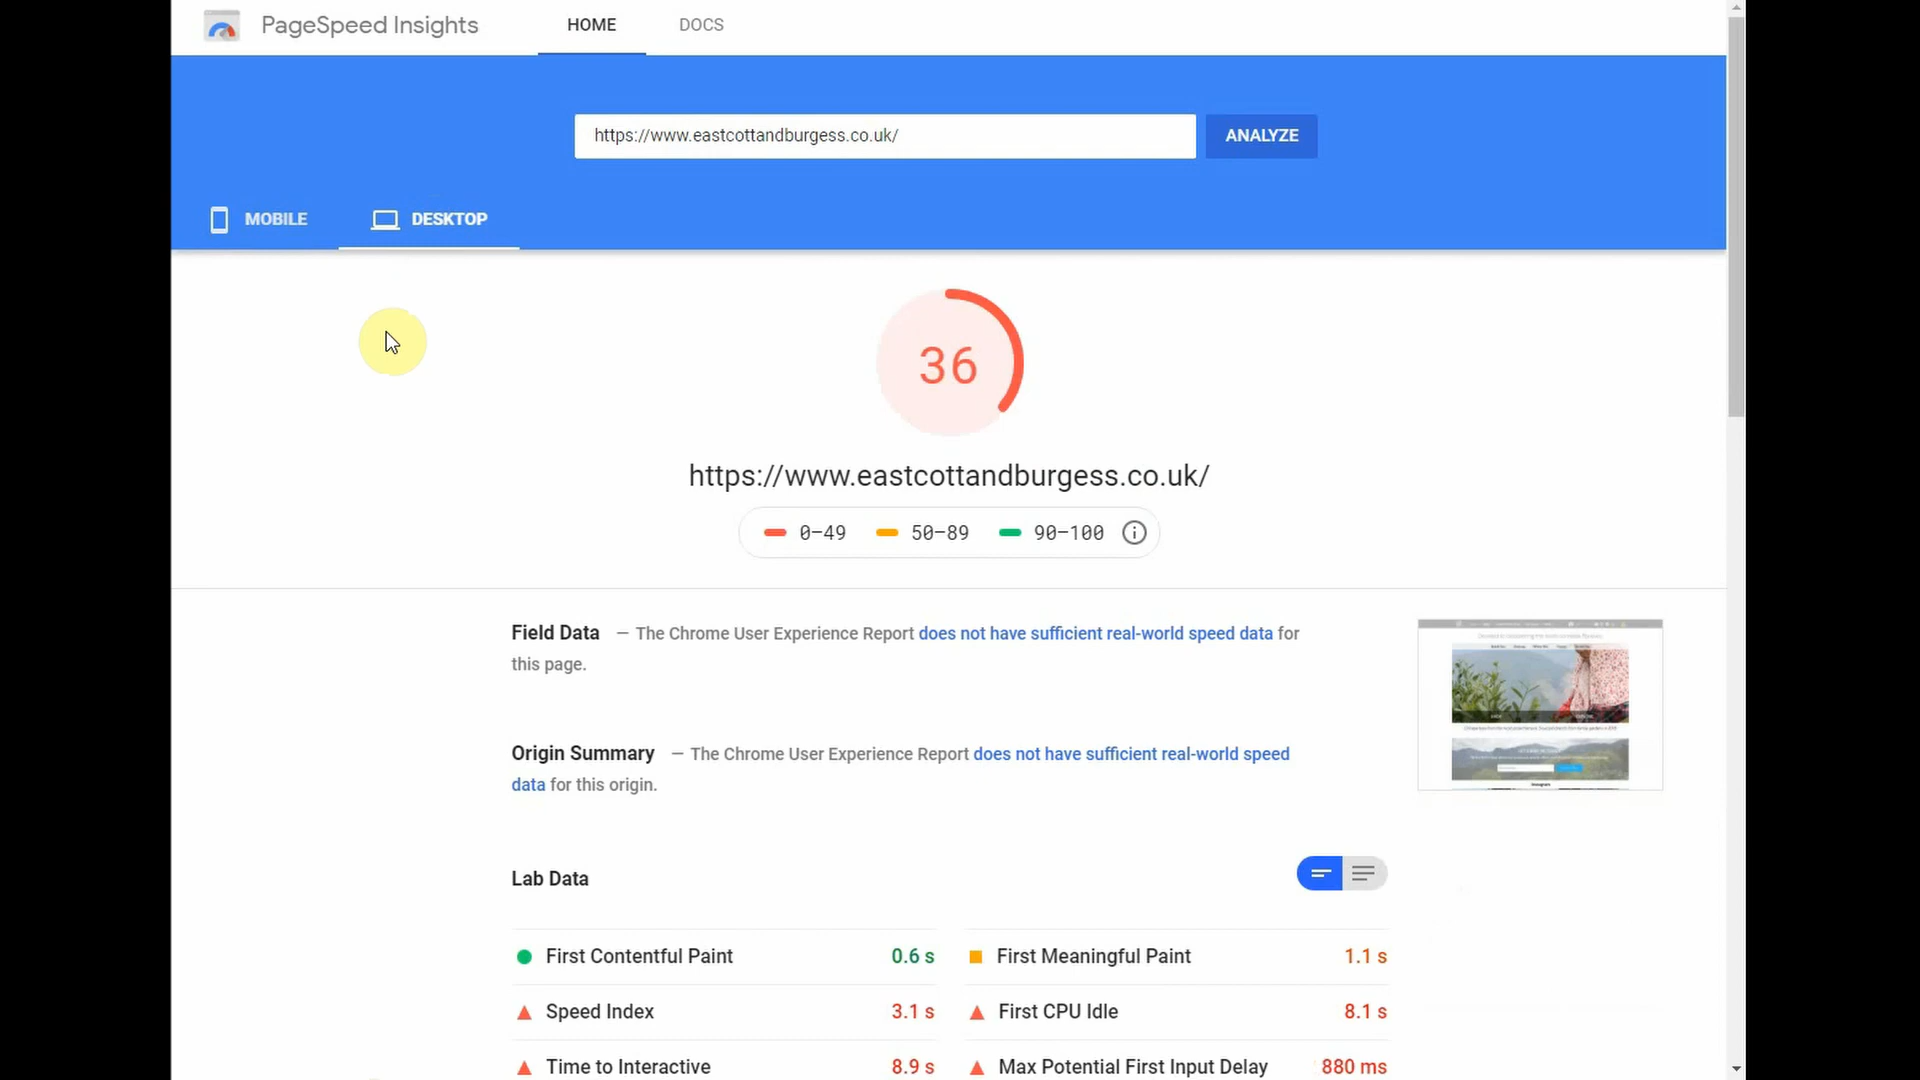 PageSpeed Insights
HOME
DOCS
https://www.eastcottandburgess.co.uk/
ANALYZE
MOBILE
DESKTOP
36
https://www.eastcottandburgess.co.uk/
0–49
50–89
90–100
Field Data — The Chrome User Experience Report does not have sufficient real-world speed data for
this page.
Origin Summary — The Chrome User Experience Report does not have sufficient real-world speed
data for this origin.
Lab Data
First Contentful Paint 0.6 s
First Meaningful Paint 1.1 s
Speed Index 3.1 s
First CPU Idle 8.1 s
Time to Interactive 8.9 s
Max Potential First Input Delay 880 ms